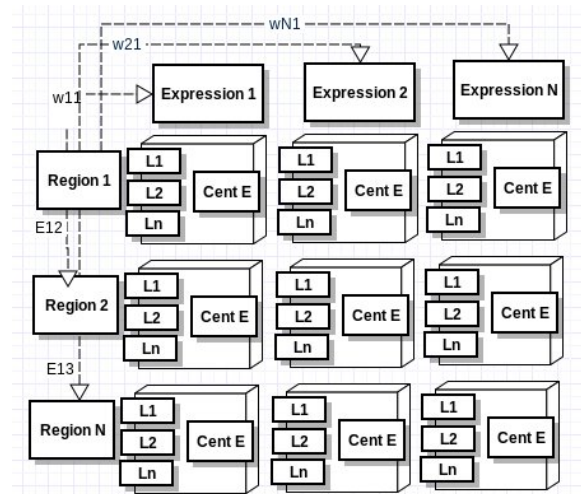 wN1
w21
w11
Expression 1
Expression 2
Expression N
Region 1
L1
L2
Ln
Cent E
L1
L2
Ln
Cent E
L1
L2
Ln
Cent E
E12
Region 2
L1
L2
Ln
Cent E
L1
L2
Ln
Cent E
L1
L2
Ln
Cent E
E13
Region N
L1
L2
Ln
Cent E
L1
L2
Ln
Cent E
L1
L2
Ln
Cent E